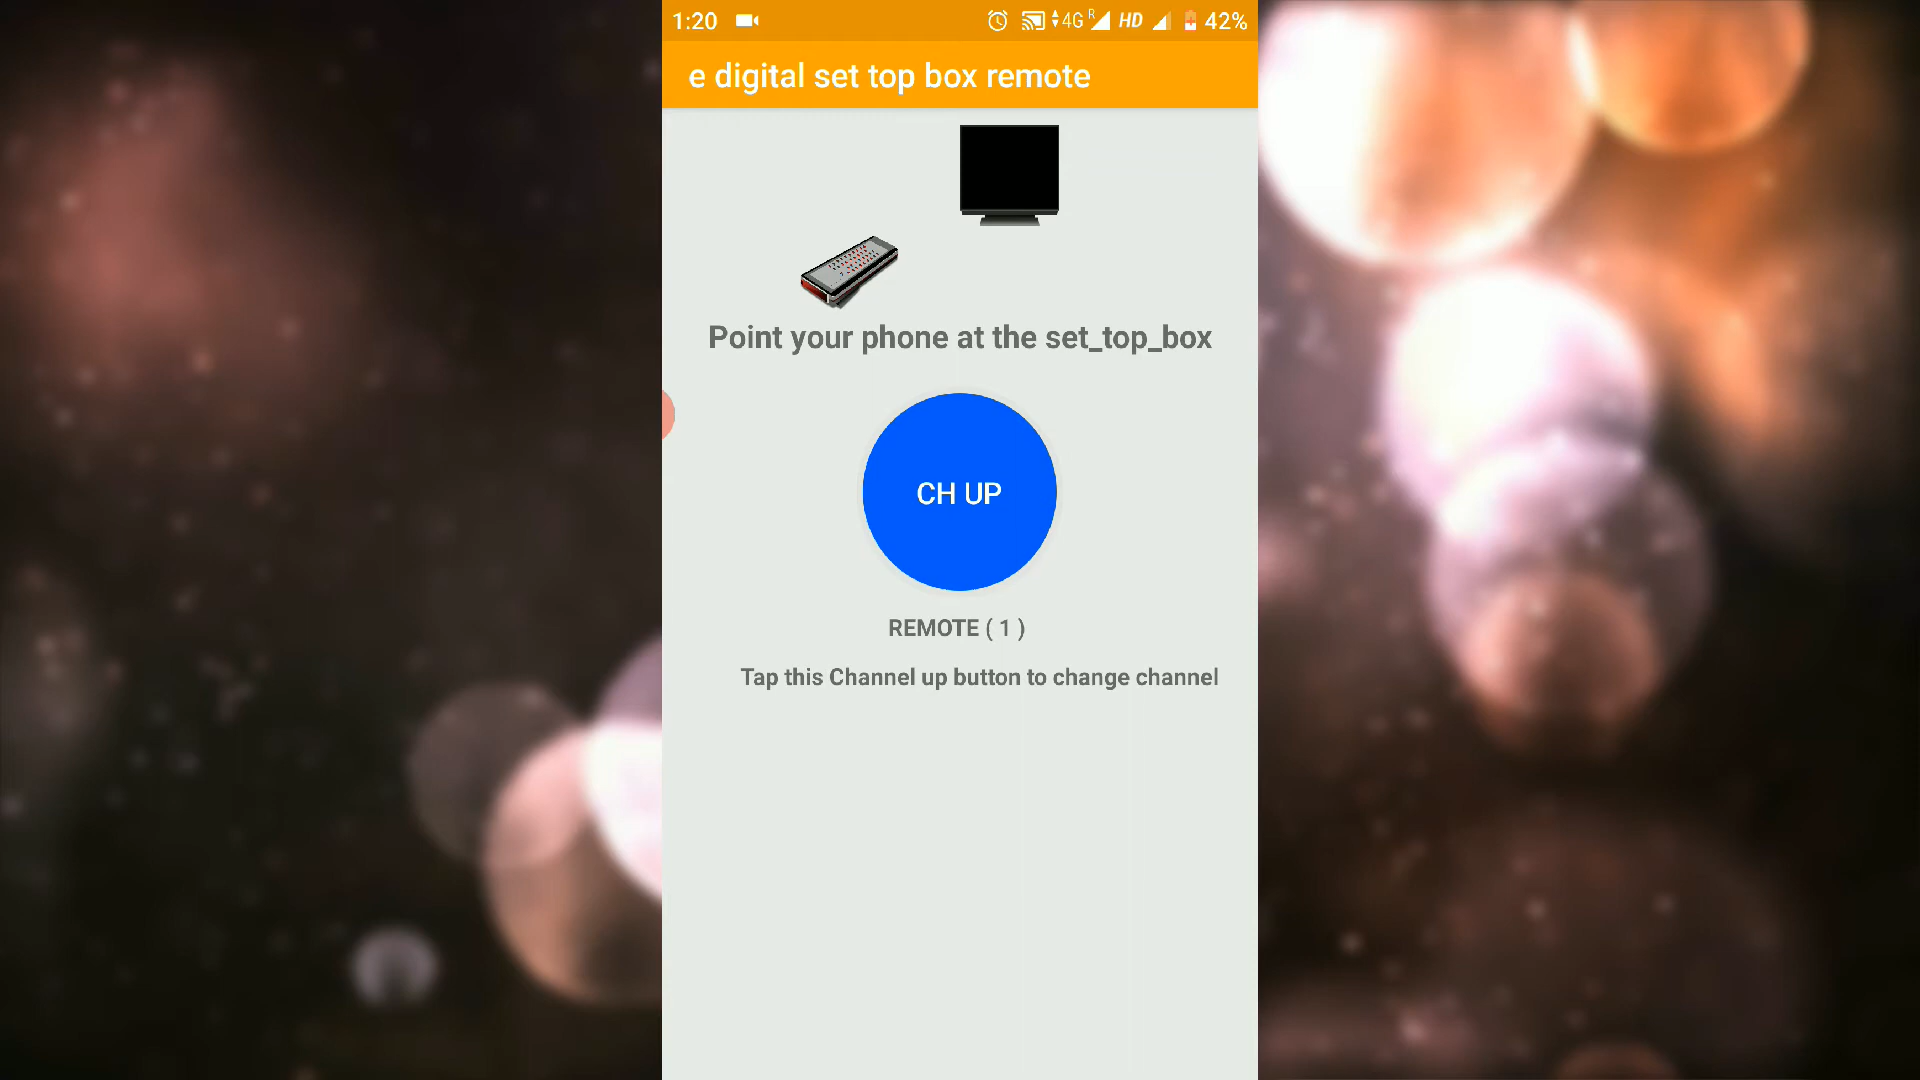 1:20 4G R HD 42%
e digital set top box remote
Point your phone at the set_top_box
CH UP
REMOTE ( 1 )
Tap this Channel up button to change channel